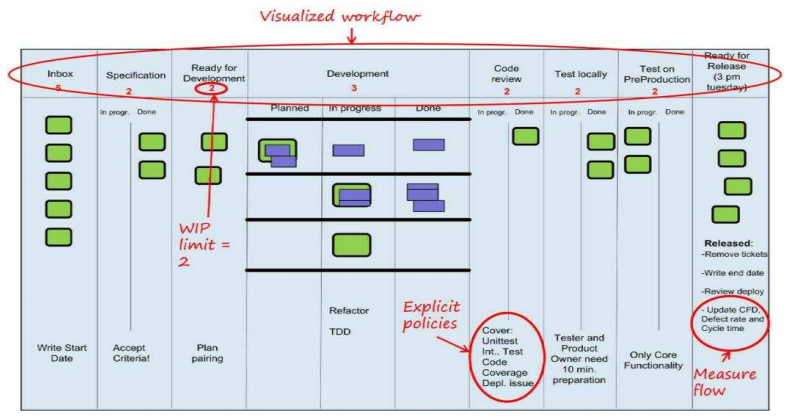 Visualized workflow
Inbox
5
Specification
2
Ready for
Development
2
Development
3
Code
review
2
Test locally
2
Test on
PreProduction
2
Ready for
Release
(3 pm
tuesday)
In progr. Done
Planned
In progress
Done
In progr. Done
In progr. Done
In progr. Done
WIP
limit =
2
Released:
-Remove tickets
-Write end date
-Review deploy
- Update CFD,
Defect rate and
Cycle time
Refactor
TDD
Explicit
policies
Write Start
Date
Accept
Criteria!
Plan
pairing
Cover:
Unittest
Int.. Test
Code
Coverage
Depl. issue
Tester and
Product
Owner need
10 min.
preparation
Only Core
Functionality
Measure
flow